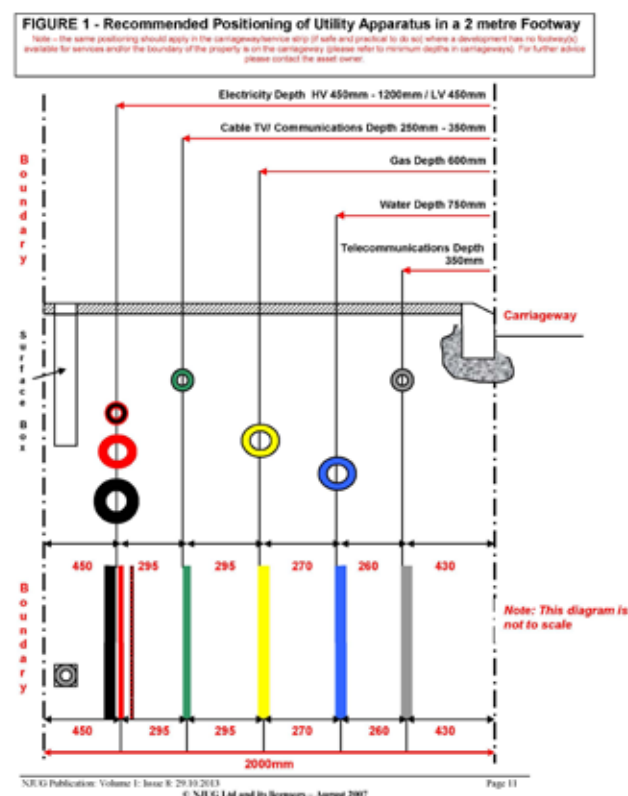 FIGURE 1 - Recommended Positioning of Utility Apparatus in a 2 metre Footway
Note – the same positioning should apply in the carriageway/service strip (if safe and practical to do so) where a development has no footway(s)
available for services and/or the boundary of the property is on the carriageway (please refer to minimum depths in carriageways). For further advice
please contact the asset owner.
Electricity Depth HV 450mm - 1200mm / LV 450mm
Cable TV/ Communications Depth 250mm - 350mm
Gas Depth 600mm
Water Depth 750mm
Telecommunications Depth
350mm
Boundary
Carriageway
Surface Box
450 295 295 270 260 430
Boundary
Note: This diagram is
not to scale
450 295 295 270 260 430
2000mm
NJUG Publication: Volume 1: Issue 8: 29.10.2013 Page 11
© NJUG Ltd and its licensors – August 2007